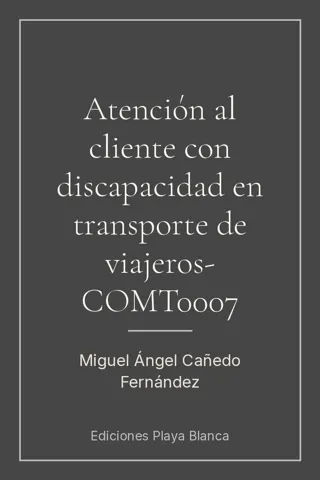 Atención al
cliente con
discapacidad en
transporte de
viajeros-
COMT0007
Miguel Ángel Cañedo
Fernández
Ediciones Playa Blanca